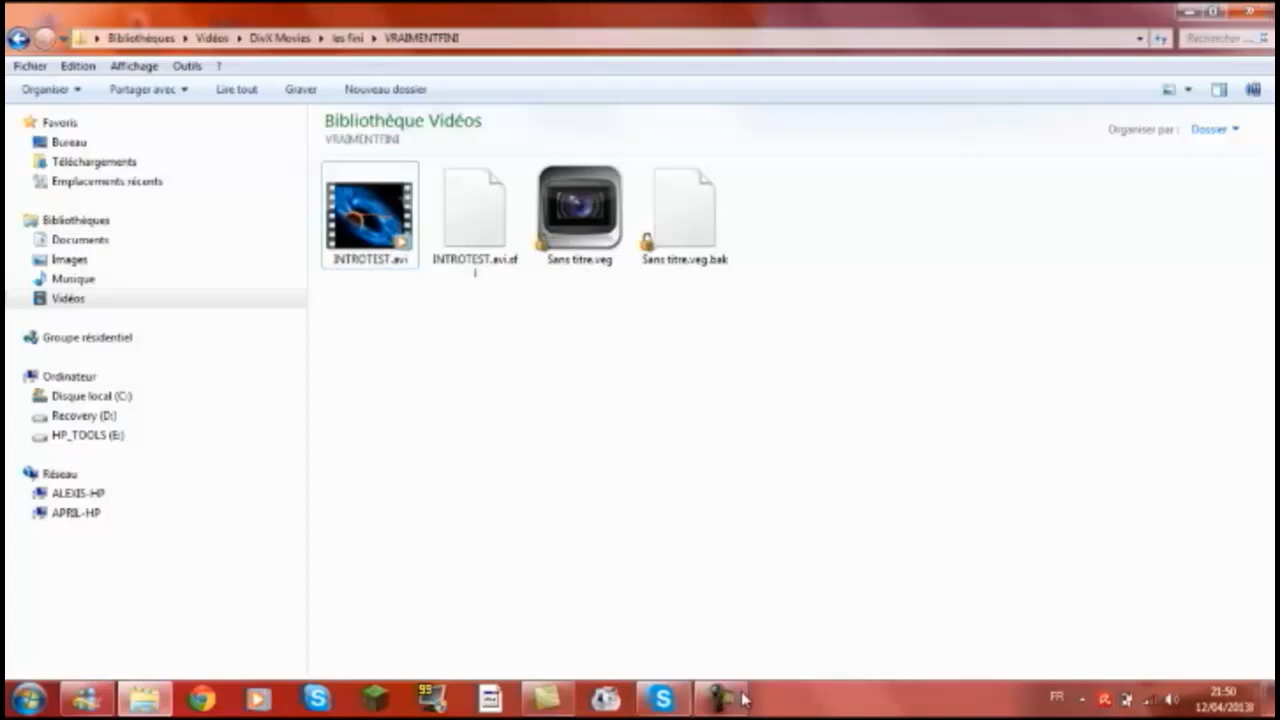 Bibliothèques ▸ Vidéos ▸ DivX Movies ▸ les fini ▸ VRAIMENTFINI
Rechercher ...
Fichier Edition Affichage Outils ?
Organiser Partager avec Lire tout Graver Nouveau dossier
Favoris
Bureau
Téléchargements
Emplacements récents
Bibliothèques
Documents
Images
Musique
Vidéos
Groupe résidentiel
Ordinateur
Disque local (C:)
Recovery (D:)
HP_TOOLS (E:)
Réseau
ALEXIS-HP
APRIL-HP
Bibliothèque Vidéos
VRAIMENTFINI
Organiser par : Dossier
INTROTEST.avi
INTROTEST.avi.sf
l
Sans titre.veg
Sans titre.veg.bak
99
FR
21:50
12/04/2013